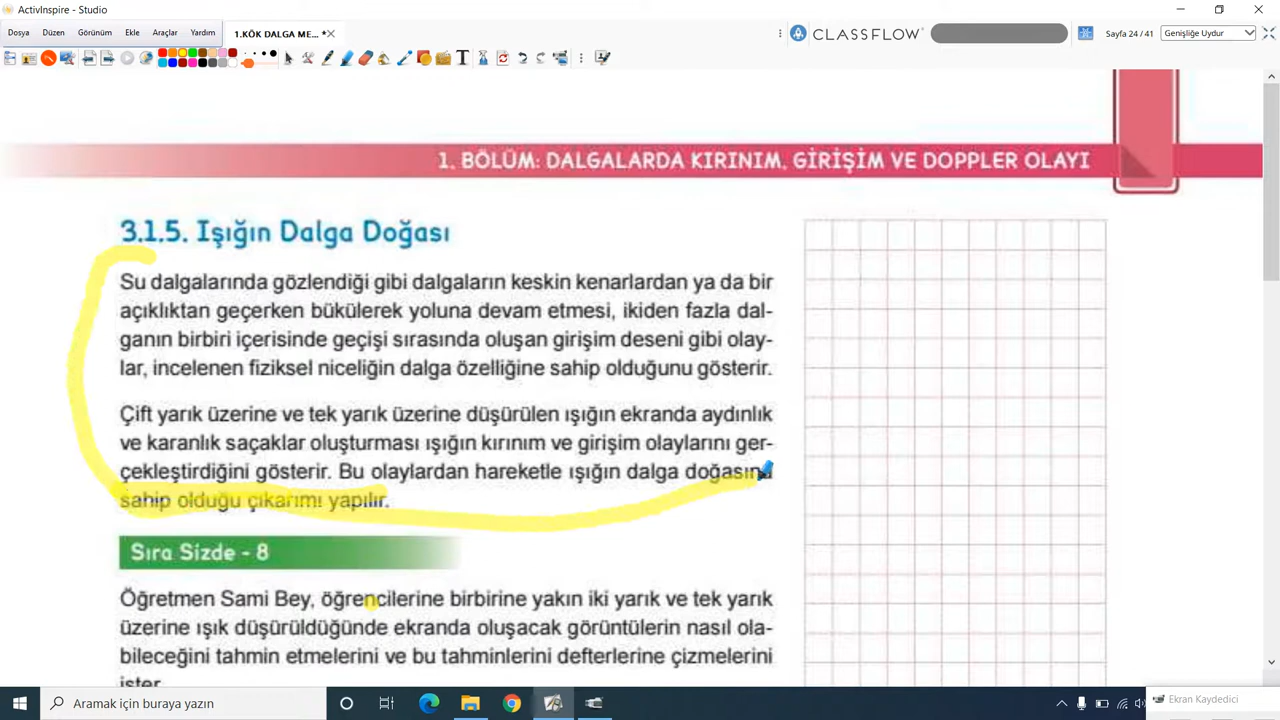 ActivInspire - Studio
Dosya Düzen Görünüm Ekle Araçlar Yardım
1.KÖK DALGA ME... *
CLASSFLOW
Sayfa 24 / 41
Genişliğe Uydur
1. BÖLÜM: DALGALARDA KIRINIM, GİRİŞİM VE DOPPLER OLAYI
3.1.5. Işığın Dalga Doğası
Su dalgalarında gözlendiği gibi dalgaların keskin kenarlardan ya da bir
açıklıktan geçerken bükülerek yoluna devam etmesi, ikiden fazla dal-
ganın birbiri içerisinde geçişi sırasında oluşan girişim deseni gibi olay-
lar, incelenen fiziksel niceliğin dalga özelliğine sahip olduğunu gösterir.
Çift yarık üzerine ve tek yarık üzerine düşürülen ışığın ekranda aydınlık
ve karanlık saçaklar oluşturması ışığın kırınım ve girişim olaylarını ger-
çekleştirdiğini gösterir. Bu olaylardan hareketle ışığın dalga doğasına
sahip olduğu çıkarımı yapılır.
Sıra Sizde - 8
Öğretmen Sami Bey, öğrencilerine birbirine yakın iki yarık ve tek yarık
üzerine ışık düşürüldüğünde ekranda oluşacak görüntülerin nasıl ola-
bileceğini tahmin etmelerini ve bu tahminlerini defterlerine çizmelerini
ister.
Aramak için buraya yazın
Ekran Kaydedici